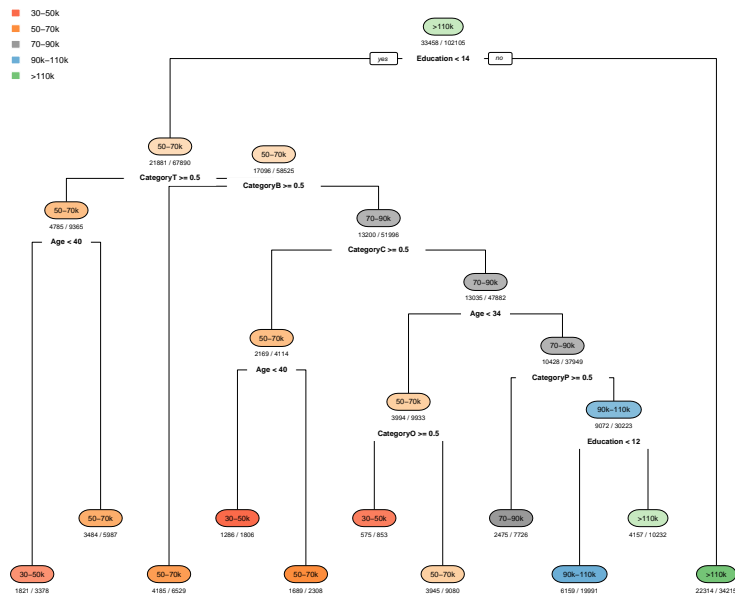 30−50k
50−70k
70−90k
90k−110k
>110k
>110k
33458 / 102105
yes
Education < 14
no
50−70k
21881 / 67890
CategoryT >= 0.5
50−70k
17096 / 58525
CategoryB >= 0.5
50−70k
4785 / 9365
Age < 40
70−90k
13200 / 51996
CategoryC >= 0.5
70−90k
13035 / 47882
Age < 34
50−70k
2169 / 4114
Age < 40
70−90k
10428 / 37949
CategoryP >= 0.5
50−70k
3994 / 9933
CategoryO >= 0.5
90k−110k
9072 / 30223
Education < 12
50−70k
3484 / 5987
30−50k
1286 / 1806
30−50k
575 / 853
70−90k
2475 / 7726
>110k
4157 / 10232
30−50k
1821 / 3378
50−70k
4185 / 6529
50−70k
1689 / 2308
50−70k
3945 / 9080
90k−110k
6159 / 19991
>110k
22314 / 34215